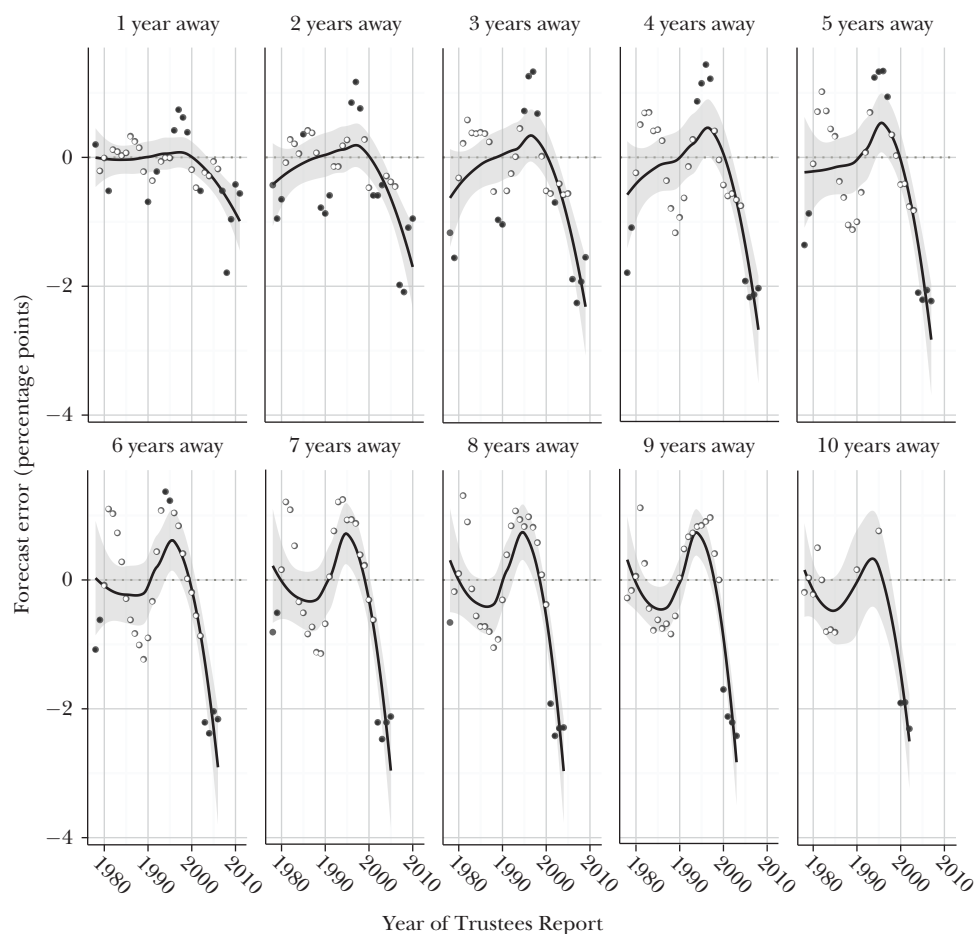 1 year away 2 years away 3 years away 4 years away 5 years away
0
−2
−4
6 years away 7 years away 8 years away 9 years away 10 years away
0
−2
−4
Forecast error (percentage points)
1980 1990 2000 2010 1980 1990 2000 2010 1980 1990 2000 2010 1980 1990 2000 2010 1980 1990 2000 2010
Year of Trustees Report